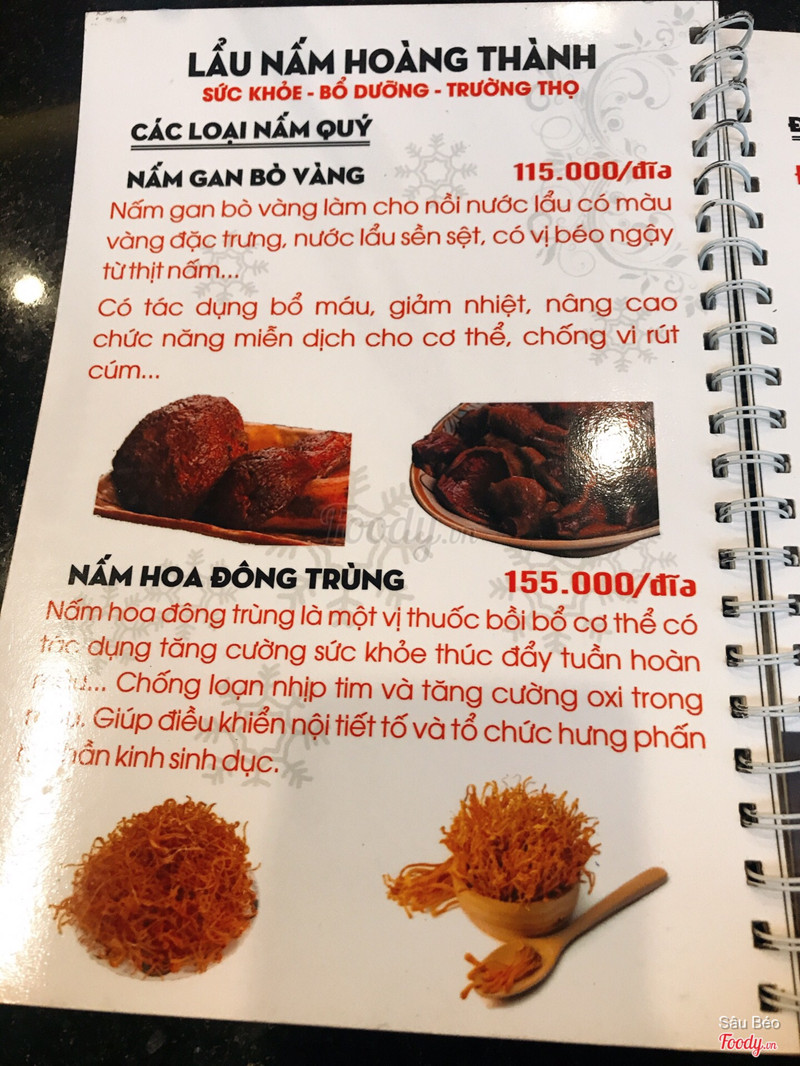 LẨU NẤM HOÀNG THÀNH
SỨC KHỎE - BỔ DƯỠNG - TRƯỜNG THỌ
CÁC LOẠI NẤM QUÝ
NẤM GAN BÒ VÀNG 115.000/đĩa
Nấm gan bò vàng làm cho nồi nước lẩu có màu
vàng đặc trưng, nước lẩu sền sệt, có vị béo ngậy
từ thịt nấm...
Có tác dụng bổ máu, giảm nhiệt, nâng cao
chức năng miễn dịch cho cơ thể, chống vi rút
cúm...
Foody.vn
NẤM HOA ĐÔNG TRÙNG 155.000/đĩa
Nấm hoa đông trùng là một vị thuốc bồi bổ cơ thể có
tác dụng tăng cường sức khỏe thúc đẩy tuần hoàn
... Chống loạn nhịp tim và tăng cường oxi trong
Giúp điều khiển nội tiết tố và tổ chức hưng phấn
kinh sinh dục.
Sâu Béo
Foody.vn